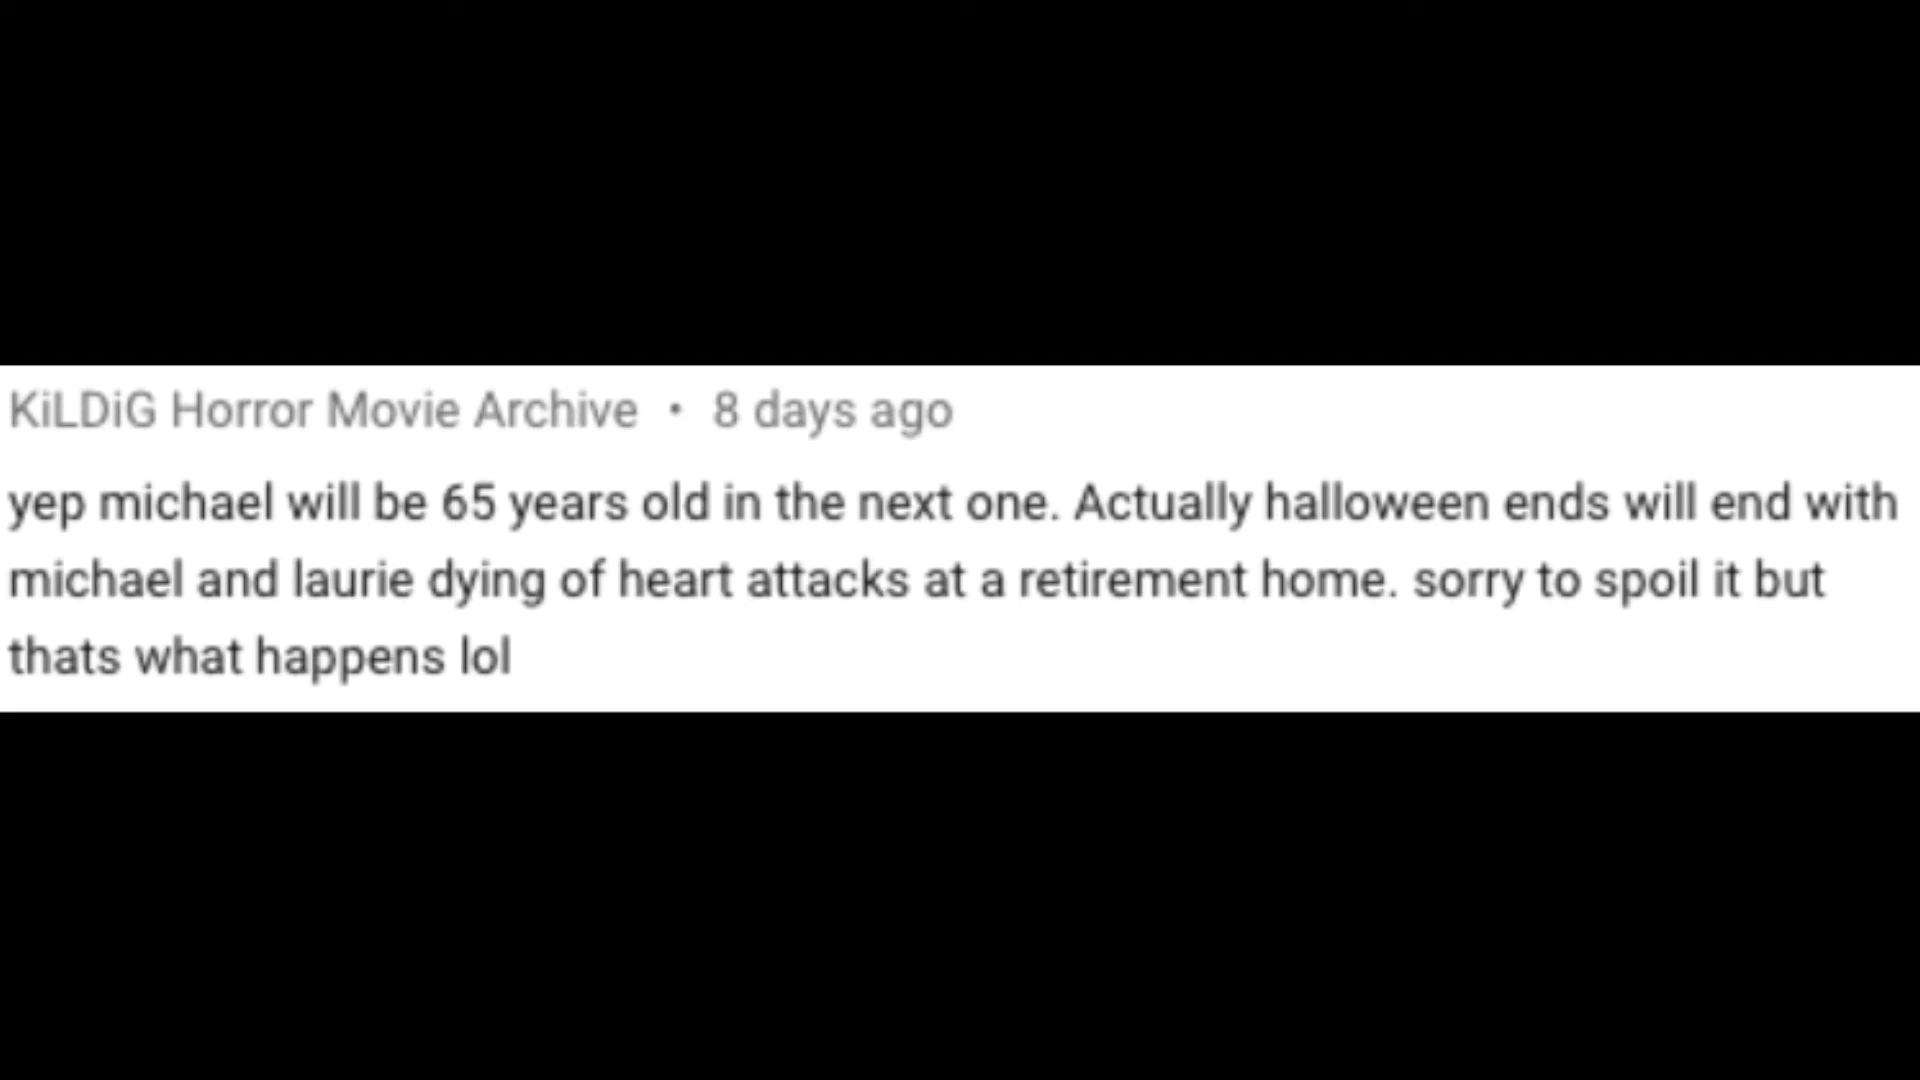 KiLDiG Horror Movie Archive • 8 days ago
yep michael will be 65 years old in the next one. Actually halloween ends will end with
michael and laurie dying of heart attacks at a retirement home. sorry to spoil it but
thats what happens lol